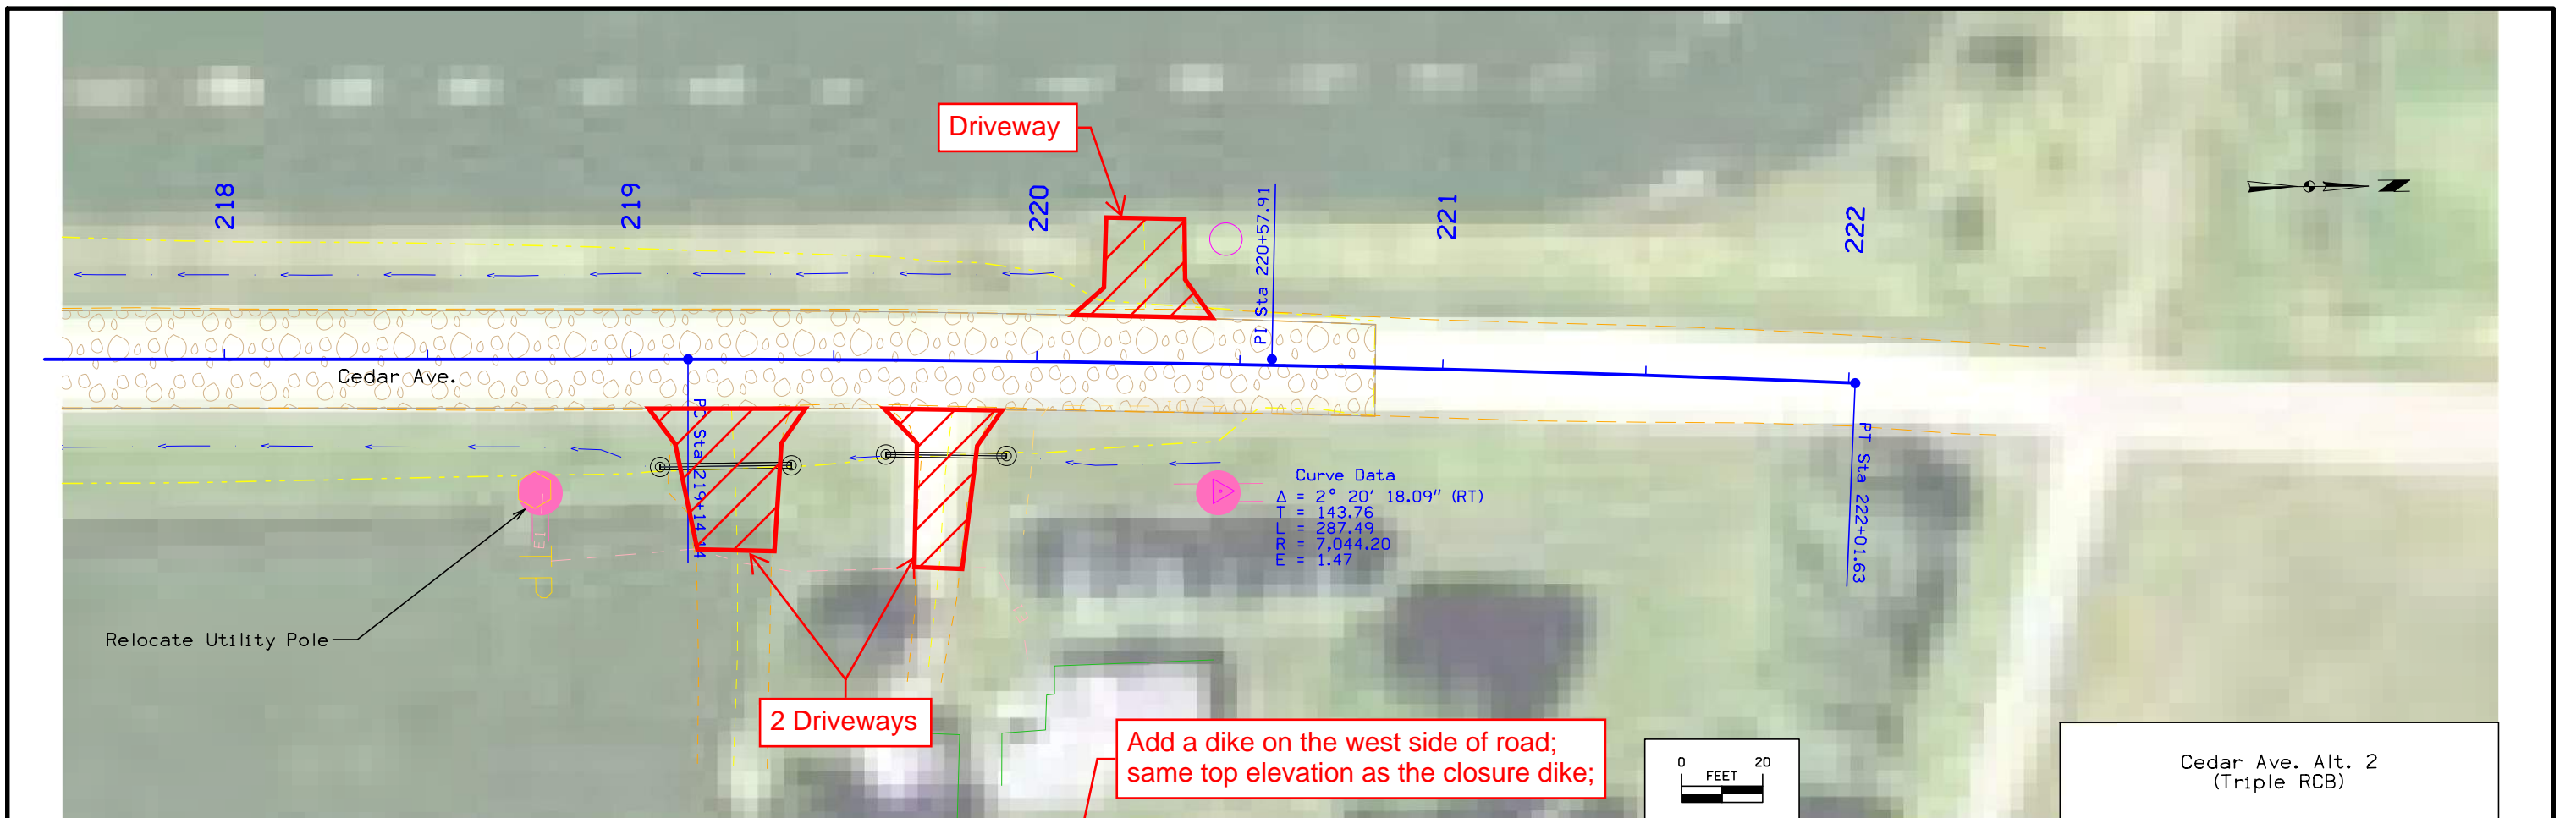 Driveway
218
219
220
221
222
PI Sta 220+57.91
Cedar Ave.
PC Sta 219+14.14
PT Sta 222+01.63
Curve Data
Δ = 2° 20' 18.09" (RT)
T = 143.76
L = 287.49
R = 7,044.20
E = 1.47
Relocate Utility Pole
2 Driveways
Add a dike on the west side of road;
same top elevation as the closure dike;
0 20
FEET
Cedar Ave. Alt. 2
(Triple RCB)